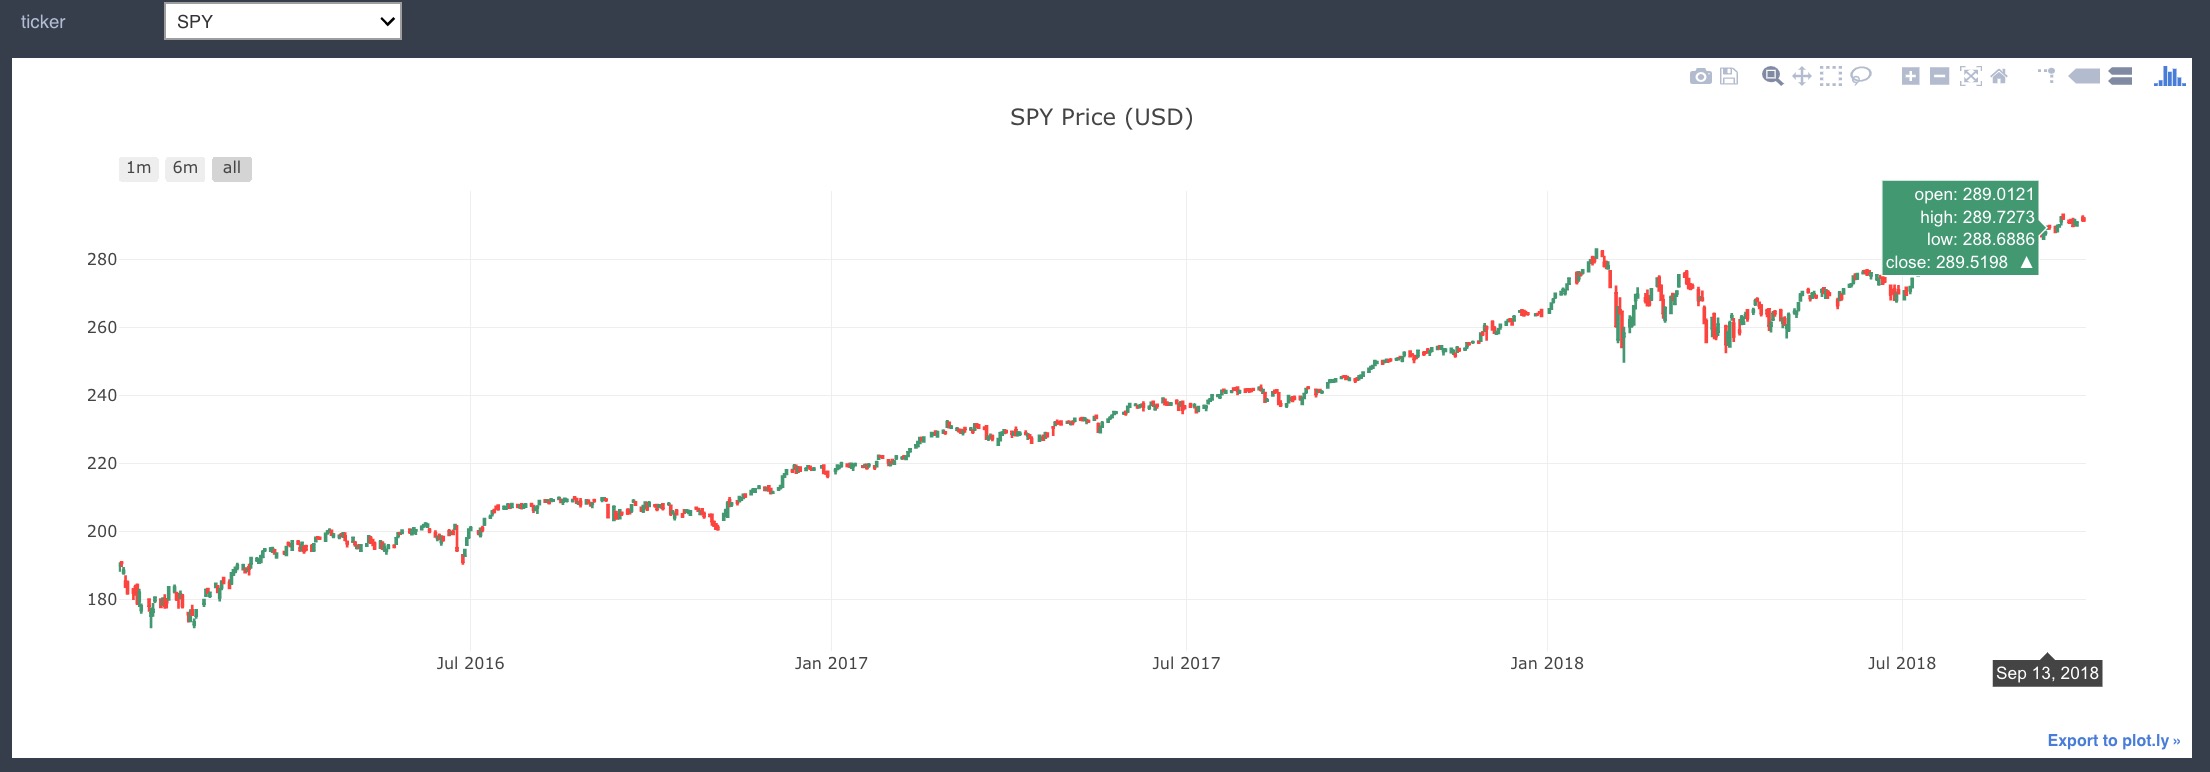 ticker SPY
SPY Price (USD)
1m 6m all
open: 289.0121
high: 289.7273
low: 288.6886
close: 289.5198 ▲
280
260
240
220
200
180
Jul 2016 Jan 2017 Jul 2017 Jan 2018 Jul 2018
Sep 13, 2018
Export to plot.ly »